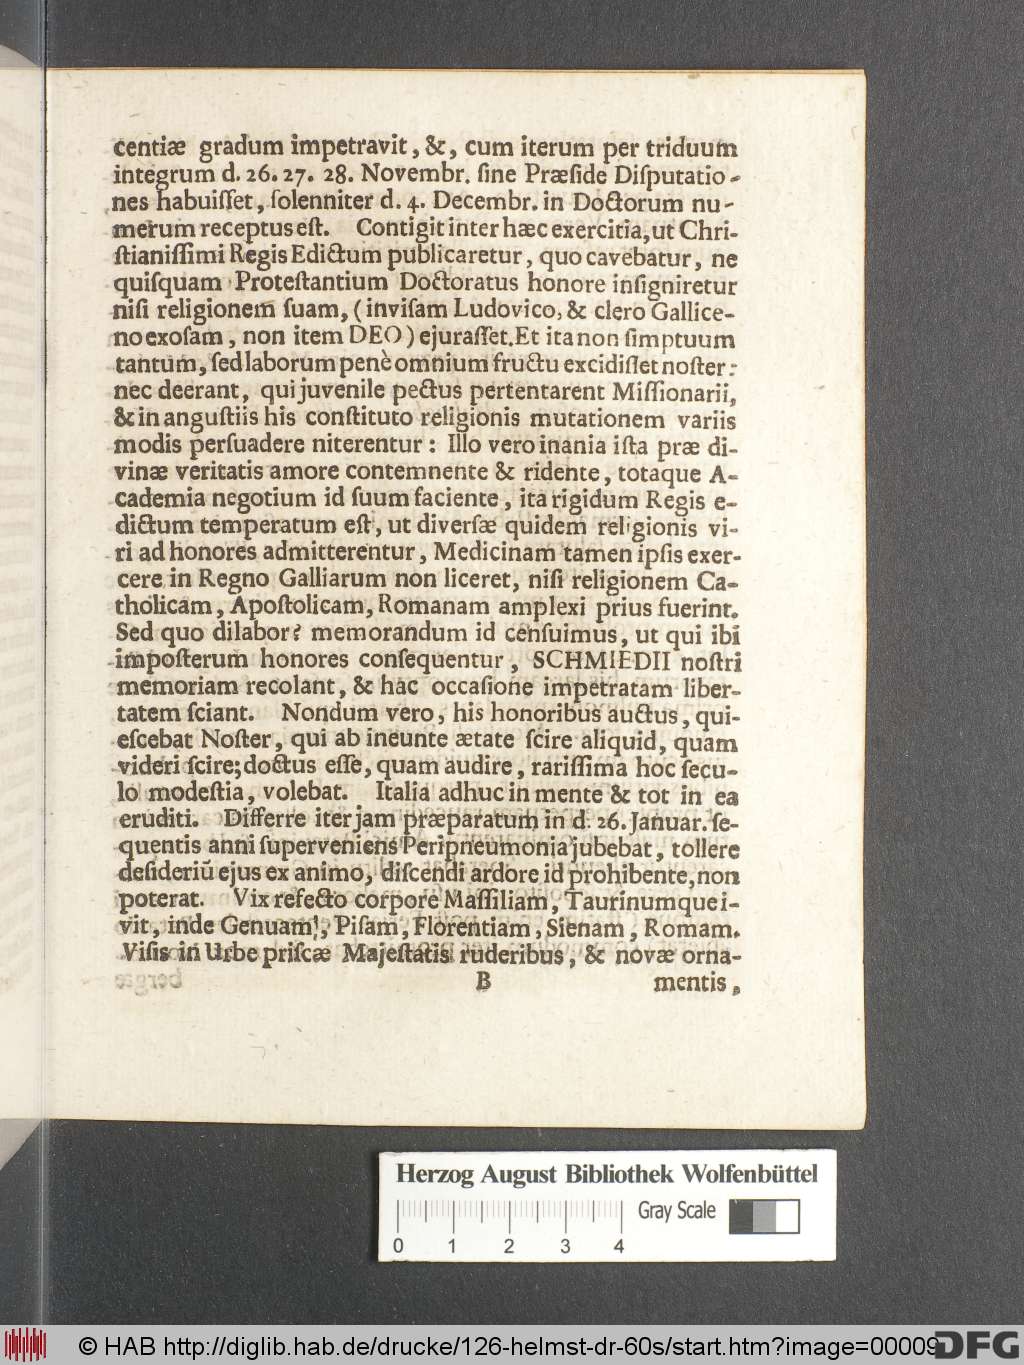 centiæ gradum impetravit, &, cum iterum per triduum
integrum d. 26. 27. 28. Novembr. ſine Præſide Diſputatio-
nes habuiſſet, ſolenniter d. 4. Decembr. in Doctorum nu-
merum receptus eſt. Contigit inter hæc exercitia, ut Chri-
ſtianiſſimi Regis Edictum publicaretur, quo cavebatur, ne
quiſquam Proteſtantium Doctoratus honore inſigniretur
niſi religionem ſuam, (inviſam Ludovico, & clero Gallice-
no exoſam, non item DEO) ejuraſſet. Et ita non ſimptuum
tantum, ſed laborum penè omnium fructu excidiſſet noſter:
nec deerant, qui juvenile pectus pertentarent Miſſionarii,
& in anguſtiis his conſtituto religionis mutationem variis
modis perſuadere niterentur: Illo vero inania iſta præ di-
vinæ veritatis amore contemnente & ridente, totaque A-
cademia negotium id ſuum faciente, ita rigidum Regis e-
dictum temperatum eſt, ut diverſæ quidem religionis vi-
ri ad honores admitterentur, Medicinam tamen ipſis exer-
cere in Regno Galliarum non liceret, niſi religionem Ca-
tholicam, Apoſtolicam, Romanam amplexi prius fuerint.
Sed quo dilabor? memorandum id cenſuimus, ut qui ibi
impoſterum honores conſequentur, SCHMIEDII noſtri
memoriam recolant, & hac occaſione impetratam liber-
tatem ſciant. Nondum vero, his honoribus auctus, qui-
eſcebat Noſter, qui ab ineunte ætate ſcire aliquid, quam
videri ſcire; doctus eſſe, quam audire, rariſſima hoc ſecu-
lo modeſtia, volebat. Italia adhuc in mente & tot in ea
eruditi. Differre iter jam præparatum in d. 26. Januar. ſe-
quentis anni ſuperveniens Peripneumonia jubebat, tollere
deſideriũ ejus ex animo, diſcendi ardore id prohibente, non
poterat. Vix refecto corpore Maſſiliam, Taurinumque i-
vit, inde Genuam, Piſam, Florentiam, Sienam, Romam.
Viſis in Urbe priſcæ Majeſtatis ruderibus, & novæ orna-
B mentis,
Herzog August Bibliothek Wolfenbüttel
Gray Scale
0 1 2 3 4
© HAB http://diglib.hab.de/drucke/126-helmst-dr-60s/start.htm?image=00009
DFG